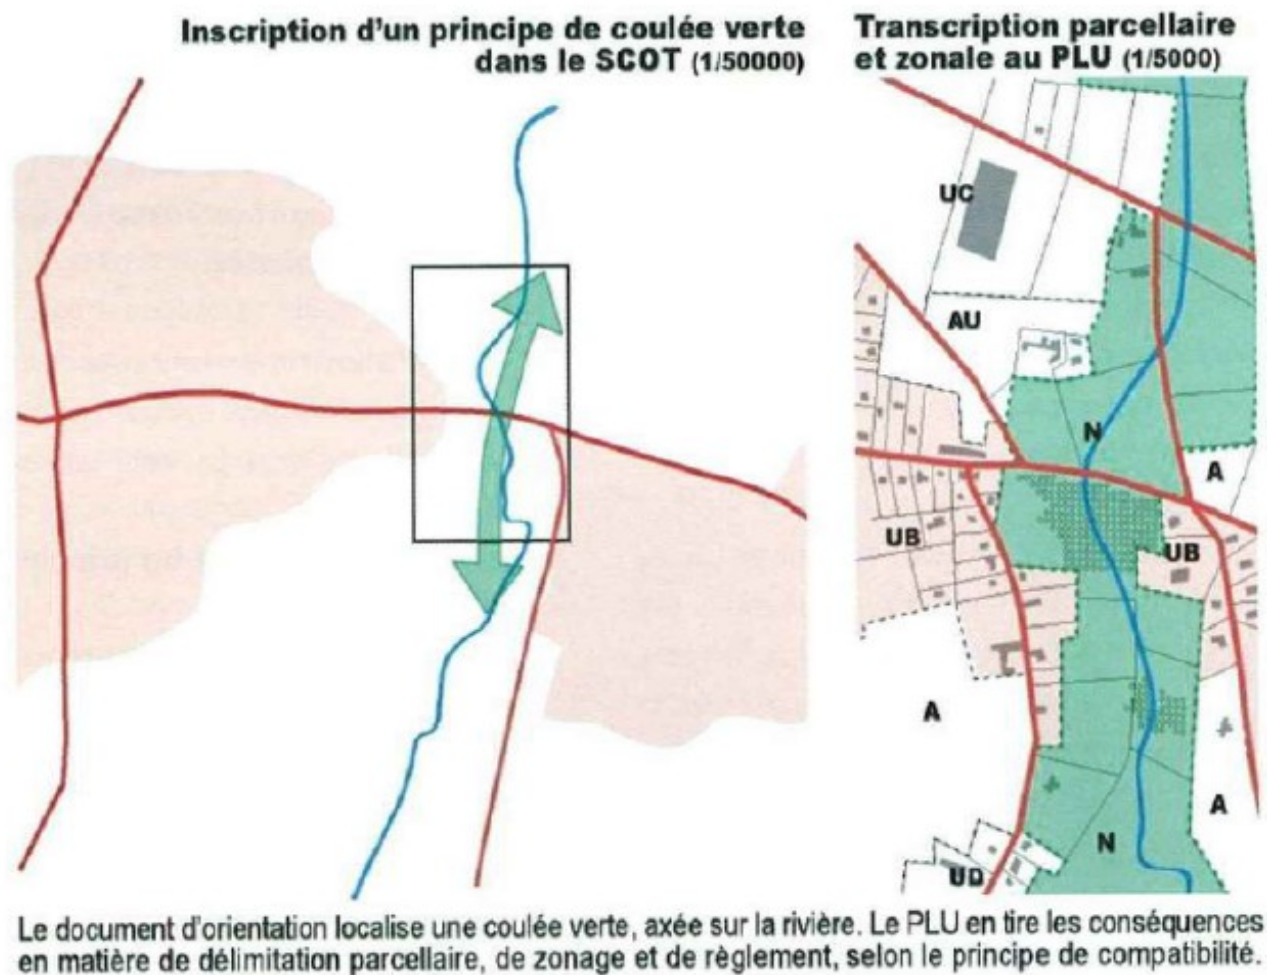 Inscription d'un principe de coulée verte
dans le SCOT (1/50000)
Transcription parcellaire
et zonale au PLU (1/5000)
UC
AU
N
A
UB
UB
A
A
N
UD
Le document d'orientation localise une coulée verte, axée sur la rivière. Le PLU en tire les conséquences
en matière de délimitation parcellaire, de zonage et de règlement, selon le principe de compatibilité.